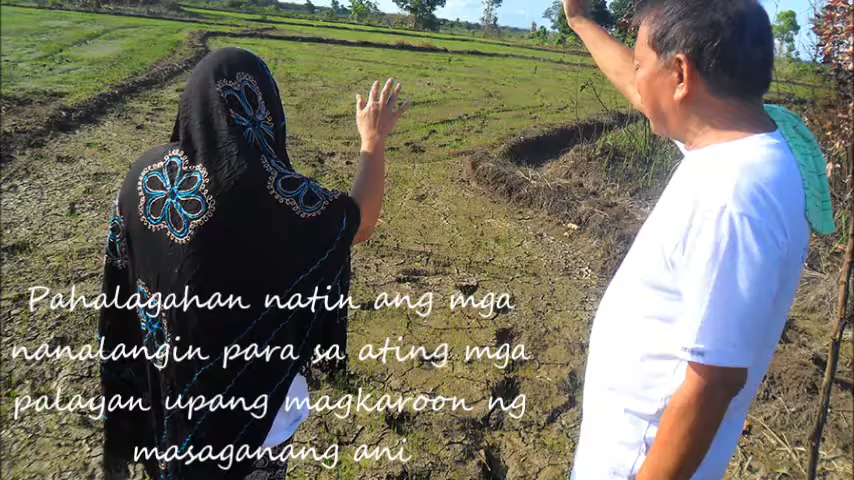 Pahalagahan natin ang mga
nanalangin para sa ating mga
palayan upang magkaroon ng
masaganang ani